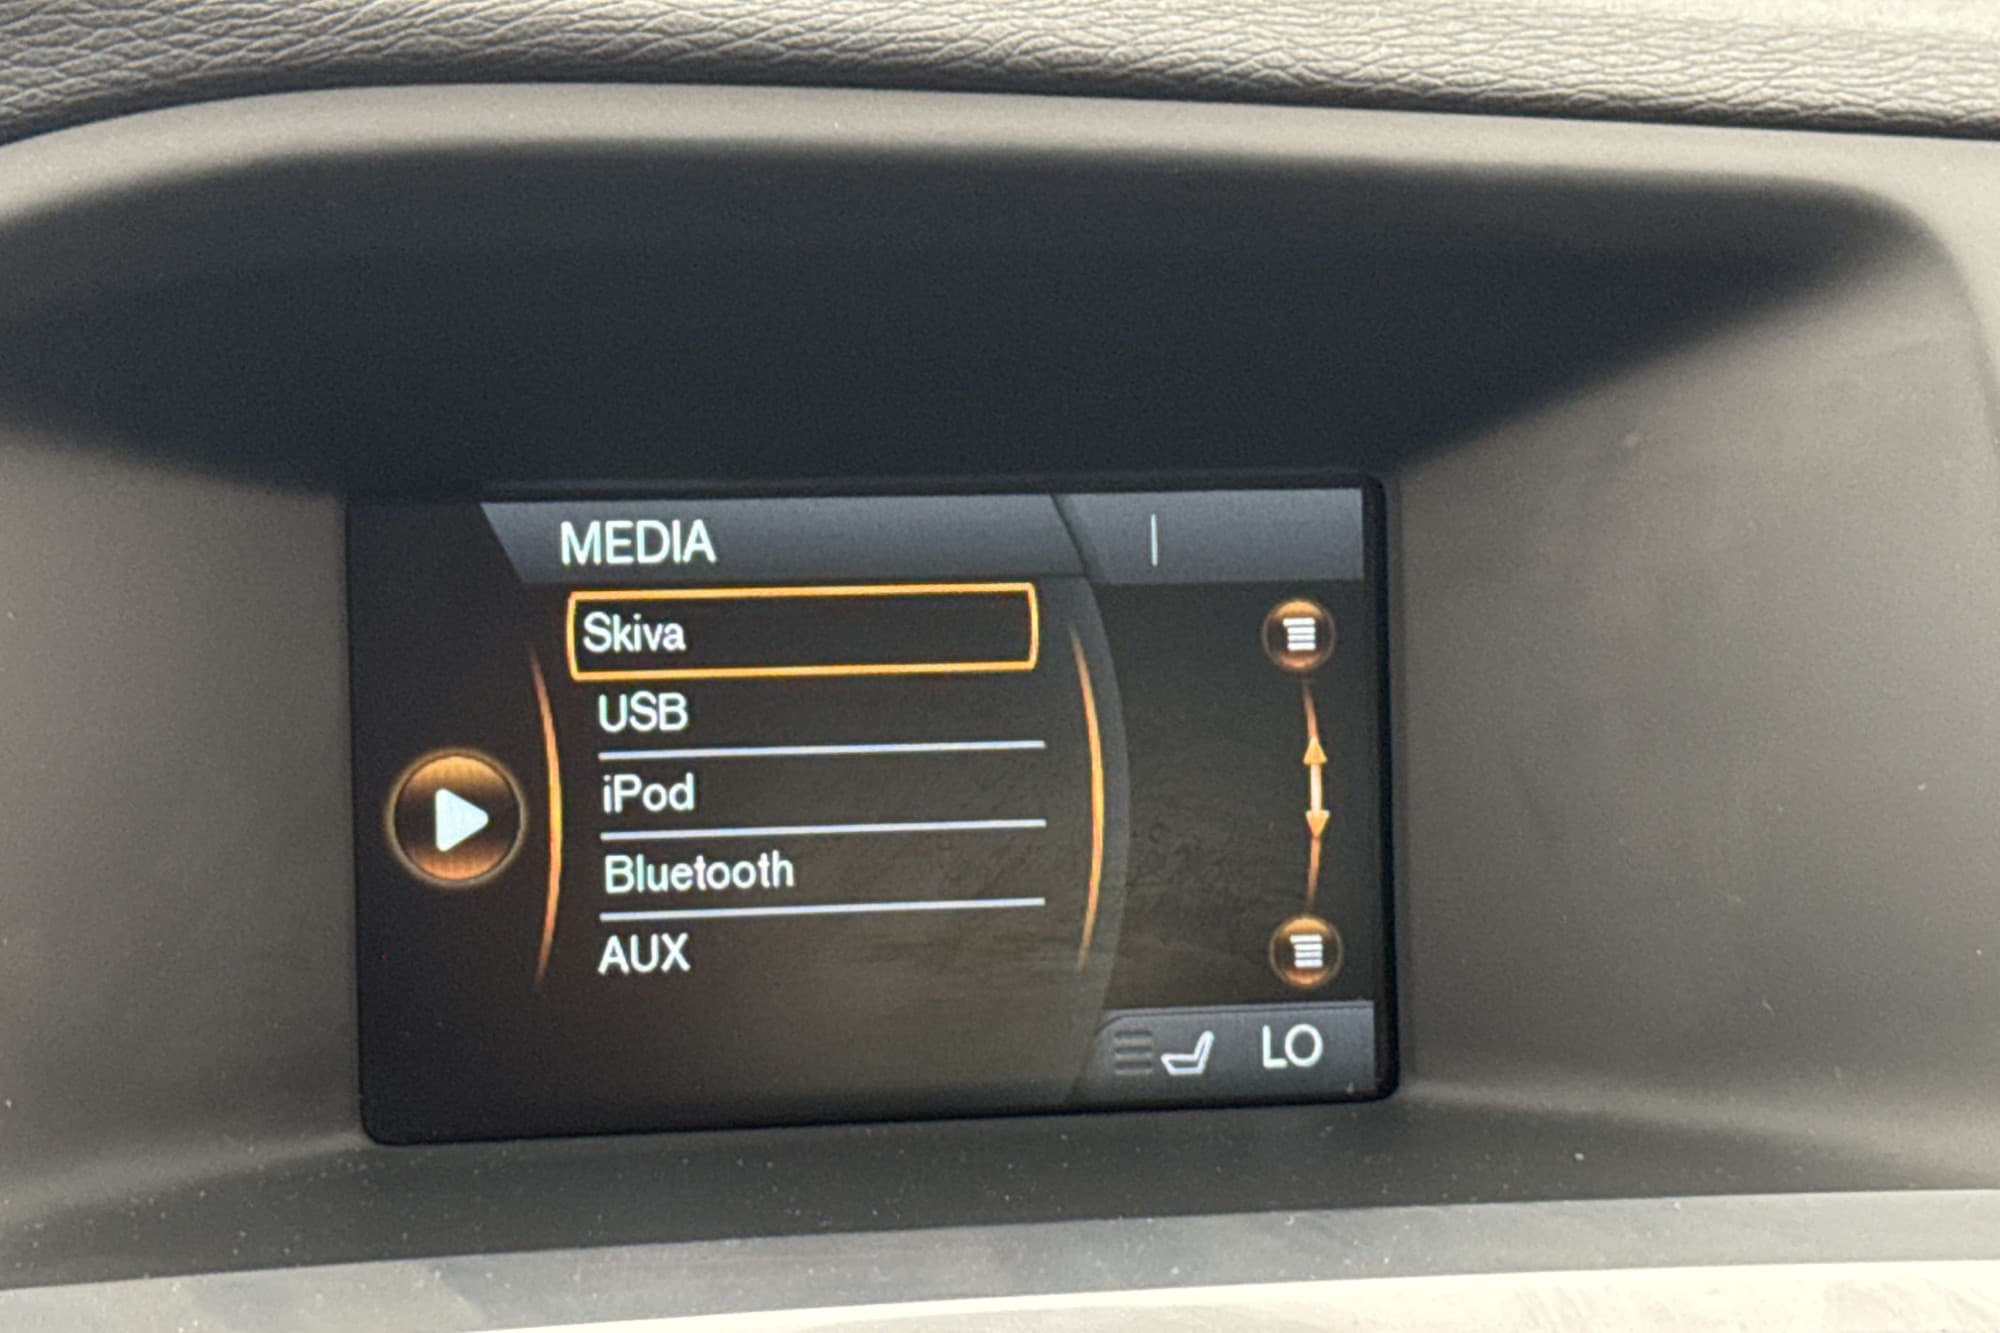 MEDIA
Skiva
USB
iPod
Bluetooth
AUX
LO